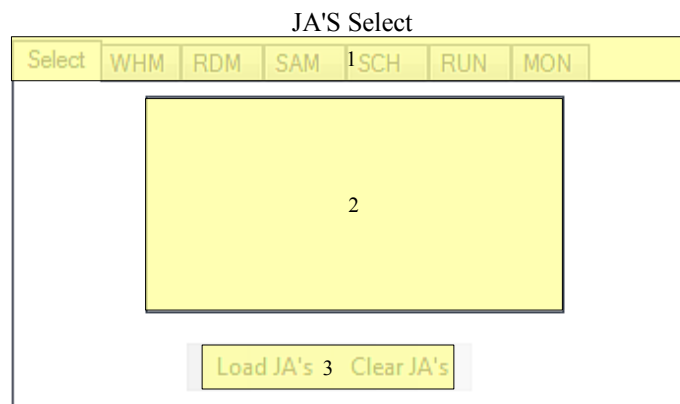 JA'S Select
Select WHM RDM SAM 1 SCH RUN MON
2
Load JA's 3 Clear JA's